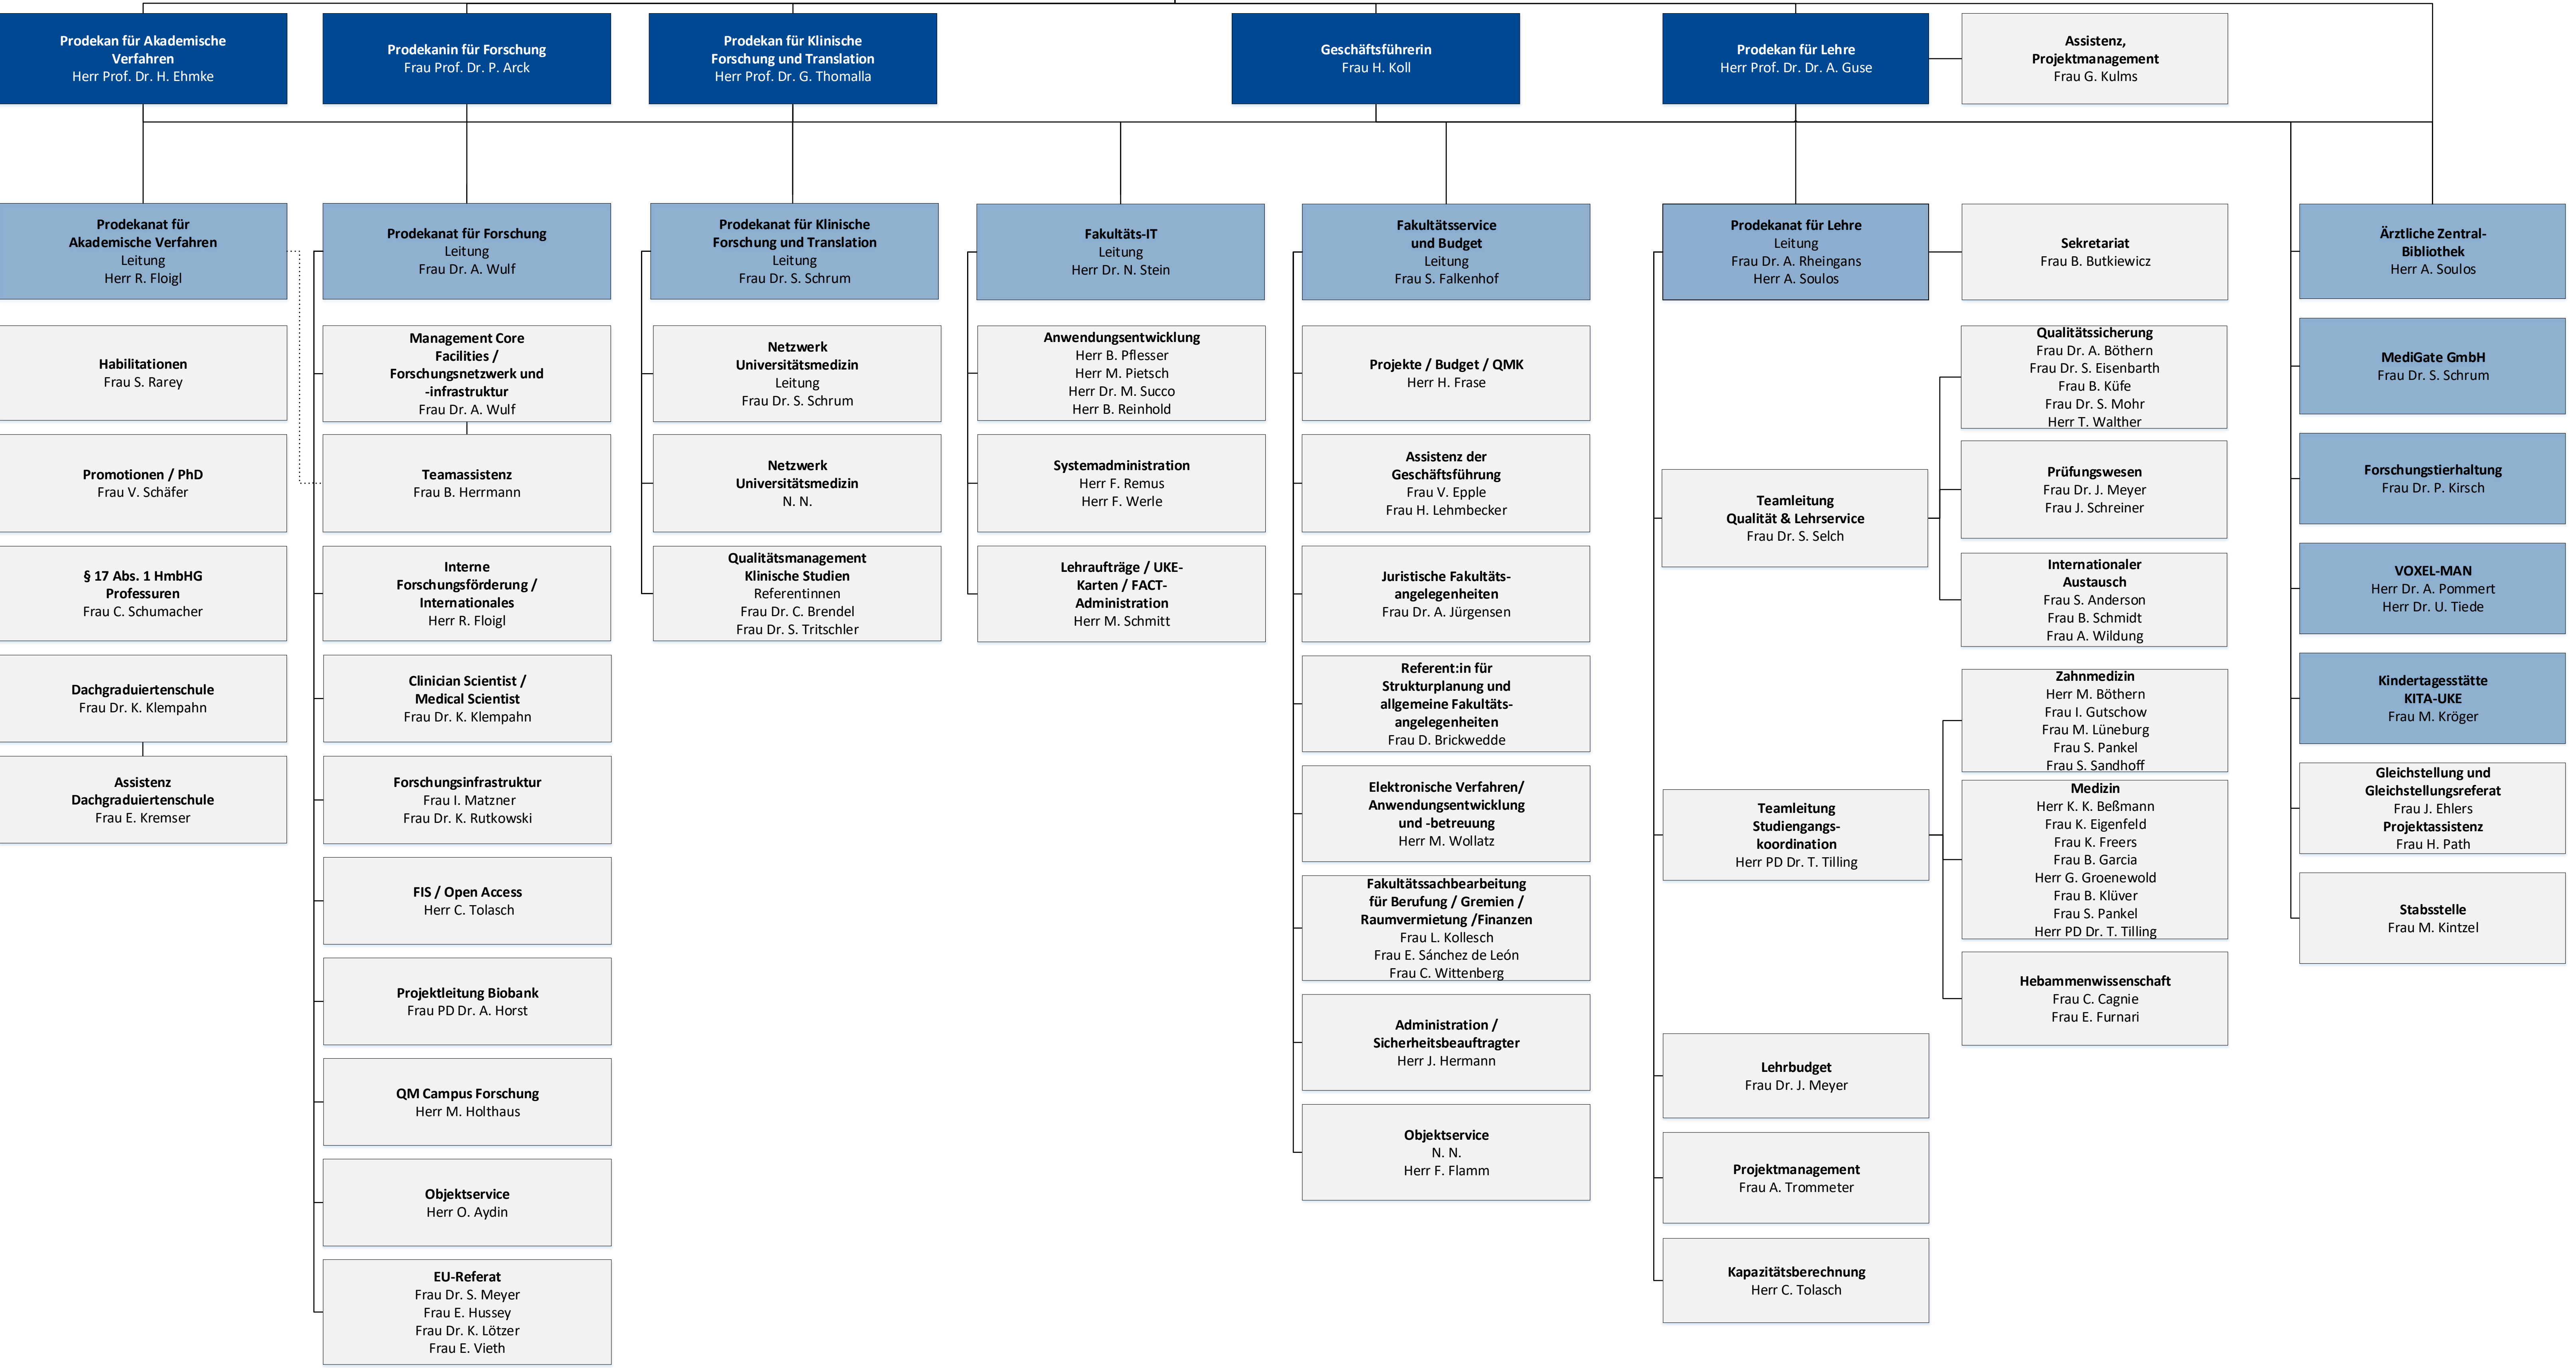 Prodekan für Akademische
Verfahren
Herr Prof. Dr. H. Ehmke
Prodekanin für Forschung
Frau Prof. Dr. P. Arck
Prodekan für Klinische
Forschung und Translation
Herr Prof. Dr. G. Thomalla
Geschäftsführerin
Frau H. Koll
Prodekan für Lehre
Herr Prof. Dr. Dr. A. Guse
Assistenz,
Projektmanagement
Frau G. Kulms
Prodekanat für
Akademische Verfahren
Leitung
Herr R. Floigl
Habilitationen
Frau S. Rarey
Promotionen / PhD
Frau V. Schäfer
§ 17 Abs. 1 HmbHG
Professuren
Frau C. Schumacher
Dachgraduiertenschule
Frau Dr. K. Klempahn
Assistenz
Dachgraduiertenschule
Frau E. Kremser
Prodekanat für Forschung
Leitung
Frau Dr. A. Wulf
Management Core
Facilities /
Forschungsnetzwerk und
-infrastruktur
Frau Dr. A. Wulf
Teamassistenz
Frau B. Herrmann
Interne
Forschungsförderung /
Internationales
Herr R. Floigl
Clinician Scientist /
Medical Scientist
Frau Dr. K. Klempahn
Forschungsinfrastruktur
Frau I. Matzner
Frau Dr. K. Rutkowski
FIS / Open Access
Herr C. Tolasch
Projektleitung Biobank
Frau PD Dr. A. Horst
QM Campus Forschung
Herr M. Holthaus
Objektservice
Herr O. Aydin
EU-Referat
Frau Dr. S. Meyer
Frau E. Hussey
Frau Dr. K. Lötzer
Frau E. Vieth
Prodekanat für Klinische
Forschung und Translation
Leitung
Frau Dr. S. Schrum
Netzwerk
Universitätsmedizin
Leitung
Frau Dr. S. Schrum
Netzwerk
Universitätsmedizin
N. N.
Qualitätsmanagement
Klinische Studien
Referentinnen
Frau Dr. C. Brendel
Frau Dr. S. Tritschler
Fakultäts-IT
Leitung
Herr Dr. N. Stein
Anwendungsentwicklung
Herr B. Pflesser
Herr M. Pietsch
Herr Dr. M. Succo
Herr B. Reinhold
Systemadministration
Herr F. Remus
Herr F. Werle
Lehraufträge / UKE-
Karten / FACT-
Administration
Herr M. Schmitt
Fakultätsservice
und Budget
Leitung
Frau S. Falkenhof
Projekte / Budget / QMK
Herr H. Frase
Assistenz der
Geschäftsführung
Frau V. Epple
Frau H. Lehmbecker
Juristische Fakultäts-
angelegenheiten
Frau Dr. A. Jürgensen
Referent:in für
Strukturplanung und
allgemeine Fakultäts-
angelegenheiten
Frau D. Brickwedde
Elektronische Verfahren/
Anwendungsentwicklung
und -betreuung
Herr M. Wollatz
Fakultätssachbearbeitung
für Berufung / Gremien /
Raumvermietung /Finanzen
Frau L. Kollesch
Frau E. Sánchez de León
Frau C. Wittenberg
Administration /
Sicherheitsbeauftragter
Herr J. Hermann
Objektservice
N. N.
Herr F. Flamm
Prodekanat für Lehre
Leitung
Frau Dr. A. Rheingans
Herr A. Soulos
Sekretariat
Frau B. Butkiewicz
Teamleitung
Qualität & Lehrservice
Frau Dr. S. Selch
Qualitätssicherung
Frau Dr. A. Böthern
Frau Dr. S. Eisenbarth
Frau B. Küfe
Frau Dr. S. Mohr
Herr T. Walther
Prüfungswesen
Frau Dr. J. Meyer
Frau J. Schreiner
Internationaler
Austausch
Frau S. Anderson
Frau B. Schmidt
Frau A. Wildung
Teamleitung
Studiengangs-
koordination
Herr PD Dr. T. Tilling
Zahnmedizin
Herr M. Böthern
Frau I. Gutschow
Frau M. Lüneburg
Frau S. Pankel
Frau S. Sandhoff
Medizin
Herr K. K. Beßmann
Frau K. Eigenfeld
Frau K. Freers
Frau B. Garcia
Herr G. Groenewold
Frau B. Klüver
Frau S. Pankel
Herr PD Dr. T. Tilling
Hebammenwissenschaft
Frau C. Cagnie
Frau E. Furnari
Lehrbudget
Frau Dr. J. Meyer
Projektmanagement
Frau A. Trommeter
Kapazitätsberechnung
Herr C. Tolasch
Ärztliche Zentral-
Bibliothek
Herr A. Soulos
MediGate GmbH
Frau Dr. S. Schrum
Forschungstierhaltung
Frau Dr. P. Kirsch
VOXEL-MAN
Herr Dr. A. Pommert
Herr Dr. U. Tiede
Kindertagesstätte
KITA-UKE
Frau M. Kröger
Gleichstellung und
Gleichstellungsreferat
Frau J. Ehlers
Projektassistenz
Frau H. Path
Stabsstelle
Frau M. Kintzel